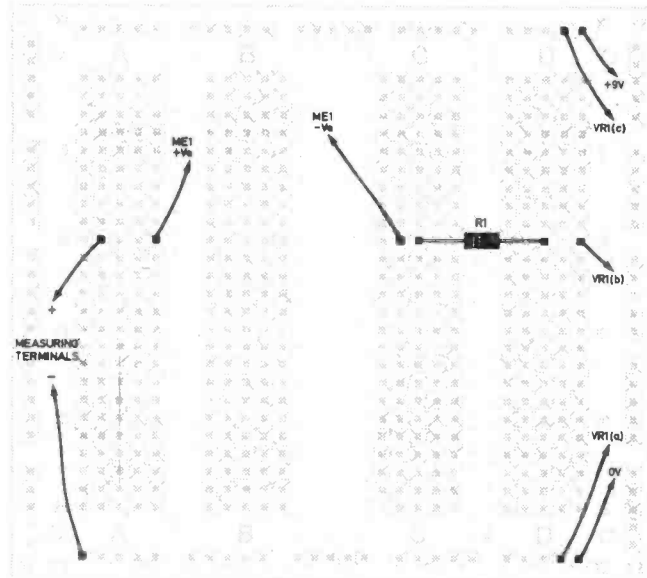 A B C D
+9V
VR1(c)
ME1
-Ve
ME1
+Ve
R1
VR1(b)
+
MEASURING
TERMINALS
-
VR1(a)
0V
A B C D